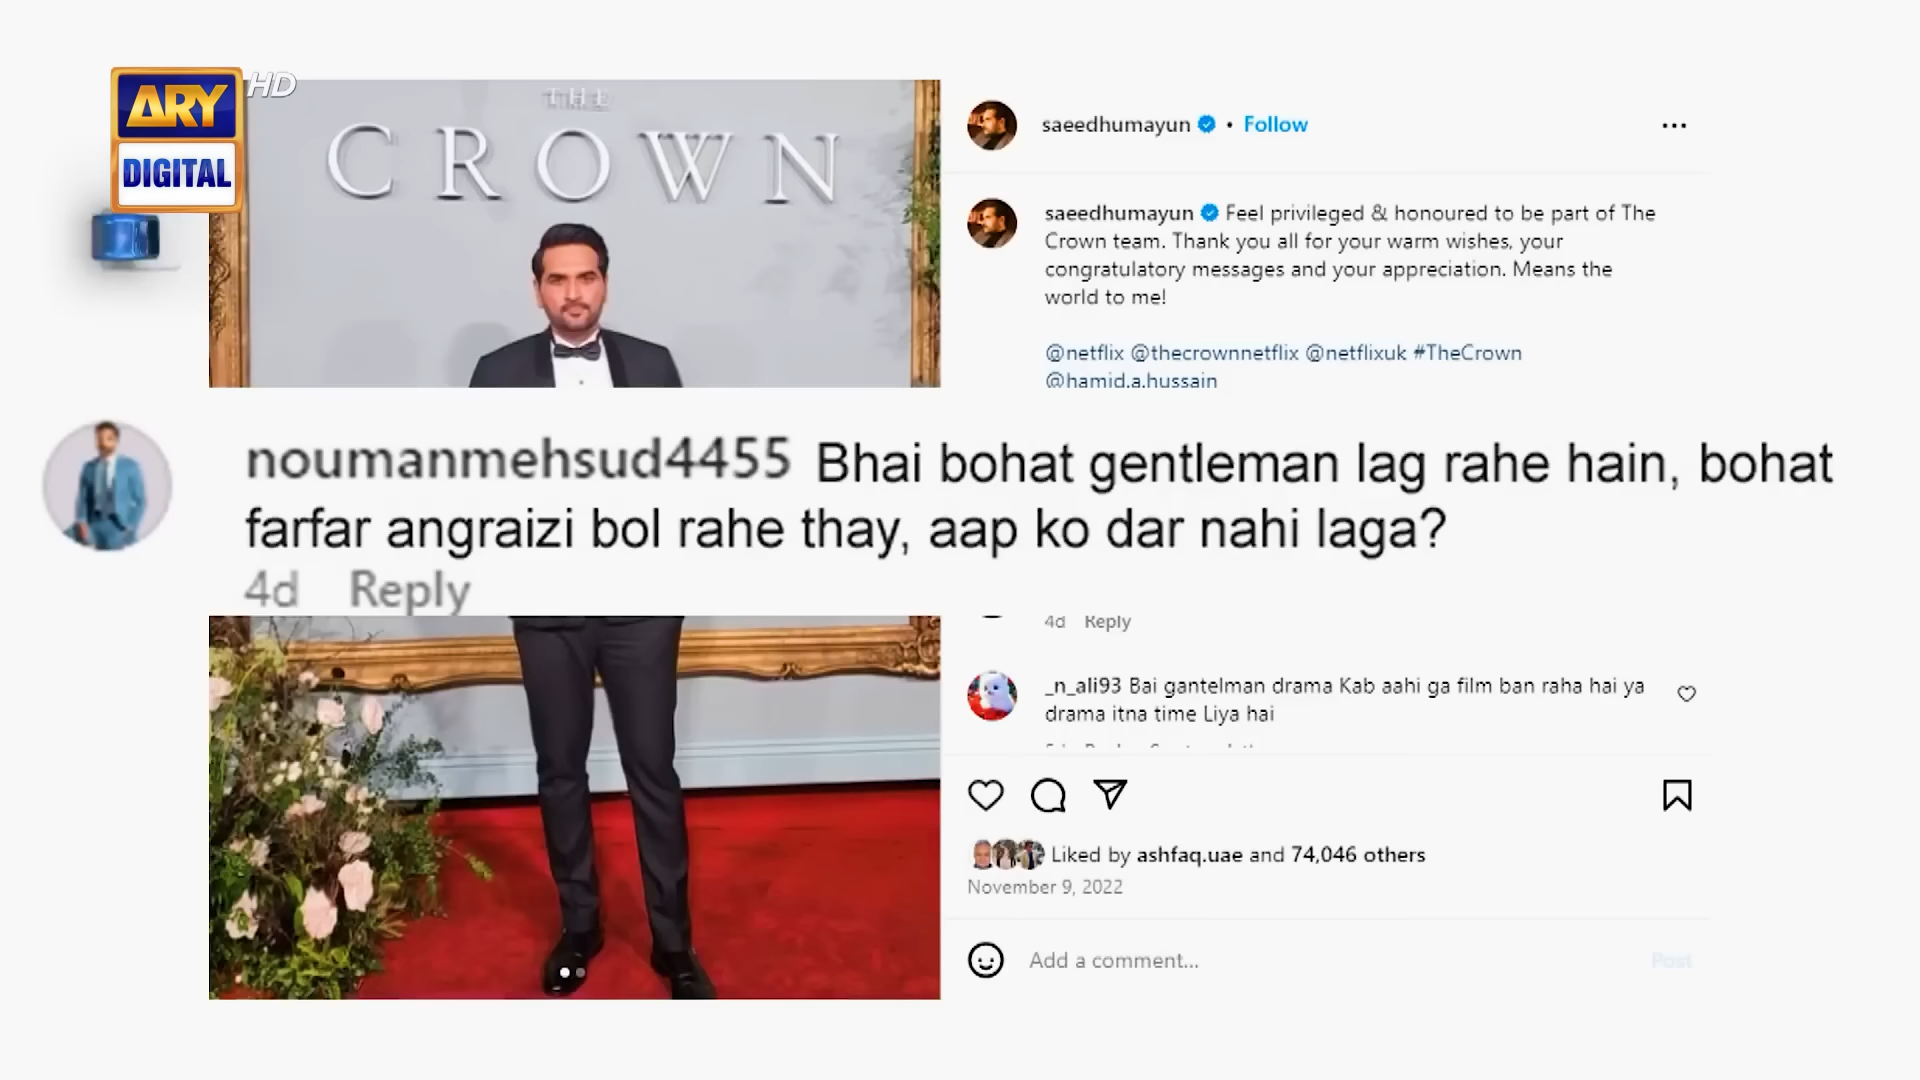 ARY
DIGITAL
HD
THE
CROWN
saeedhumayun • Follow
saeedhumayun Feel privileged & honoured to be part of The
Crown team. Thank you all for your warm wishes, your
congratulatory messages and your appreciation. Means the
world to me!
@netflix @thecrownnetflix @netflixuk #TheCrown
@hamid.a.hussain
noumanmehsud4455 Bhai bohat gentleman lag rahe hain, bohat
farfar angraizi bol rahe thay, aap ko dar nahi laga?
4d Reply
4d Reply
_n_ali93 Bai gantelman drama Kab aahi ga film ban raha hai ya
drama itna time Liya hai
Liked by ashfaq.uae and 74,046 others
November 9, 2022
Add a comment...
Post